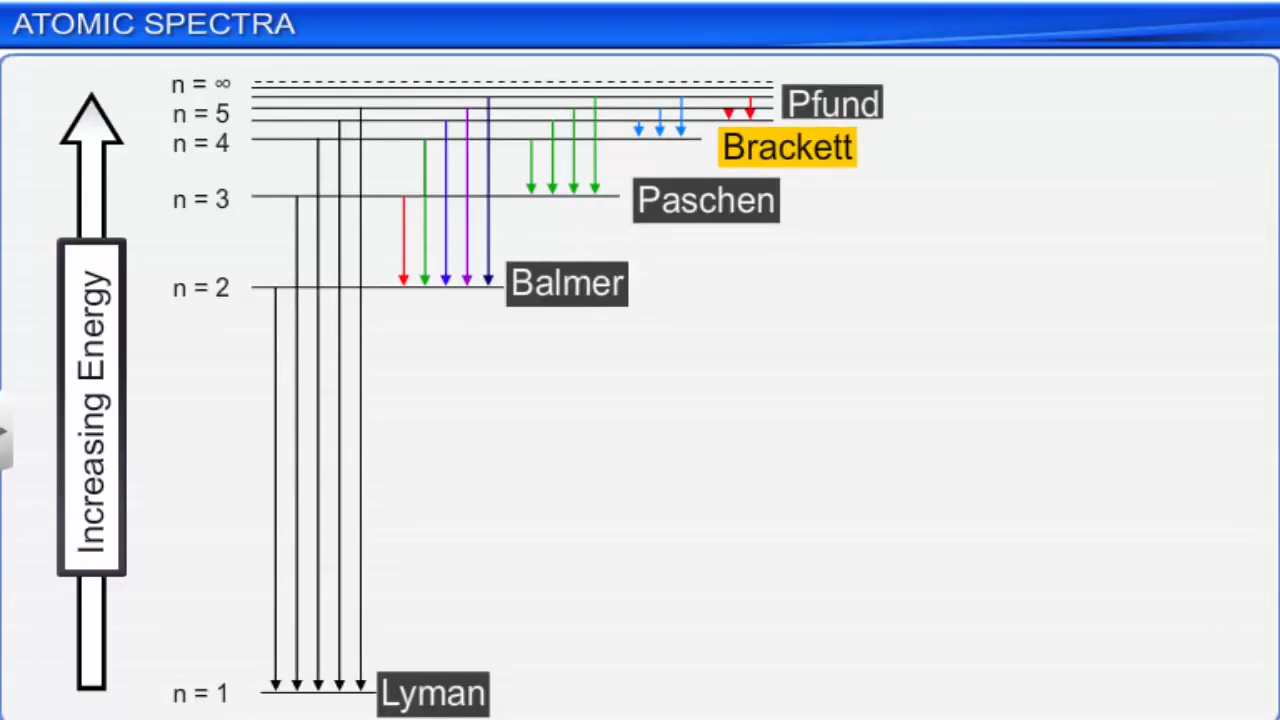 ATOMIC SPECTRA
n = ∞
Pfund
n = 5
n = 4
Brackett
n = 3
Paschen
n = 2
Balmer
Increasing Energy
n = 1
Lyman